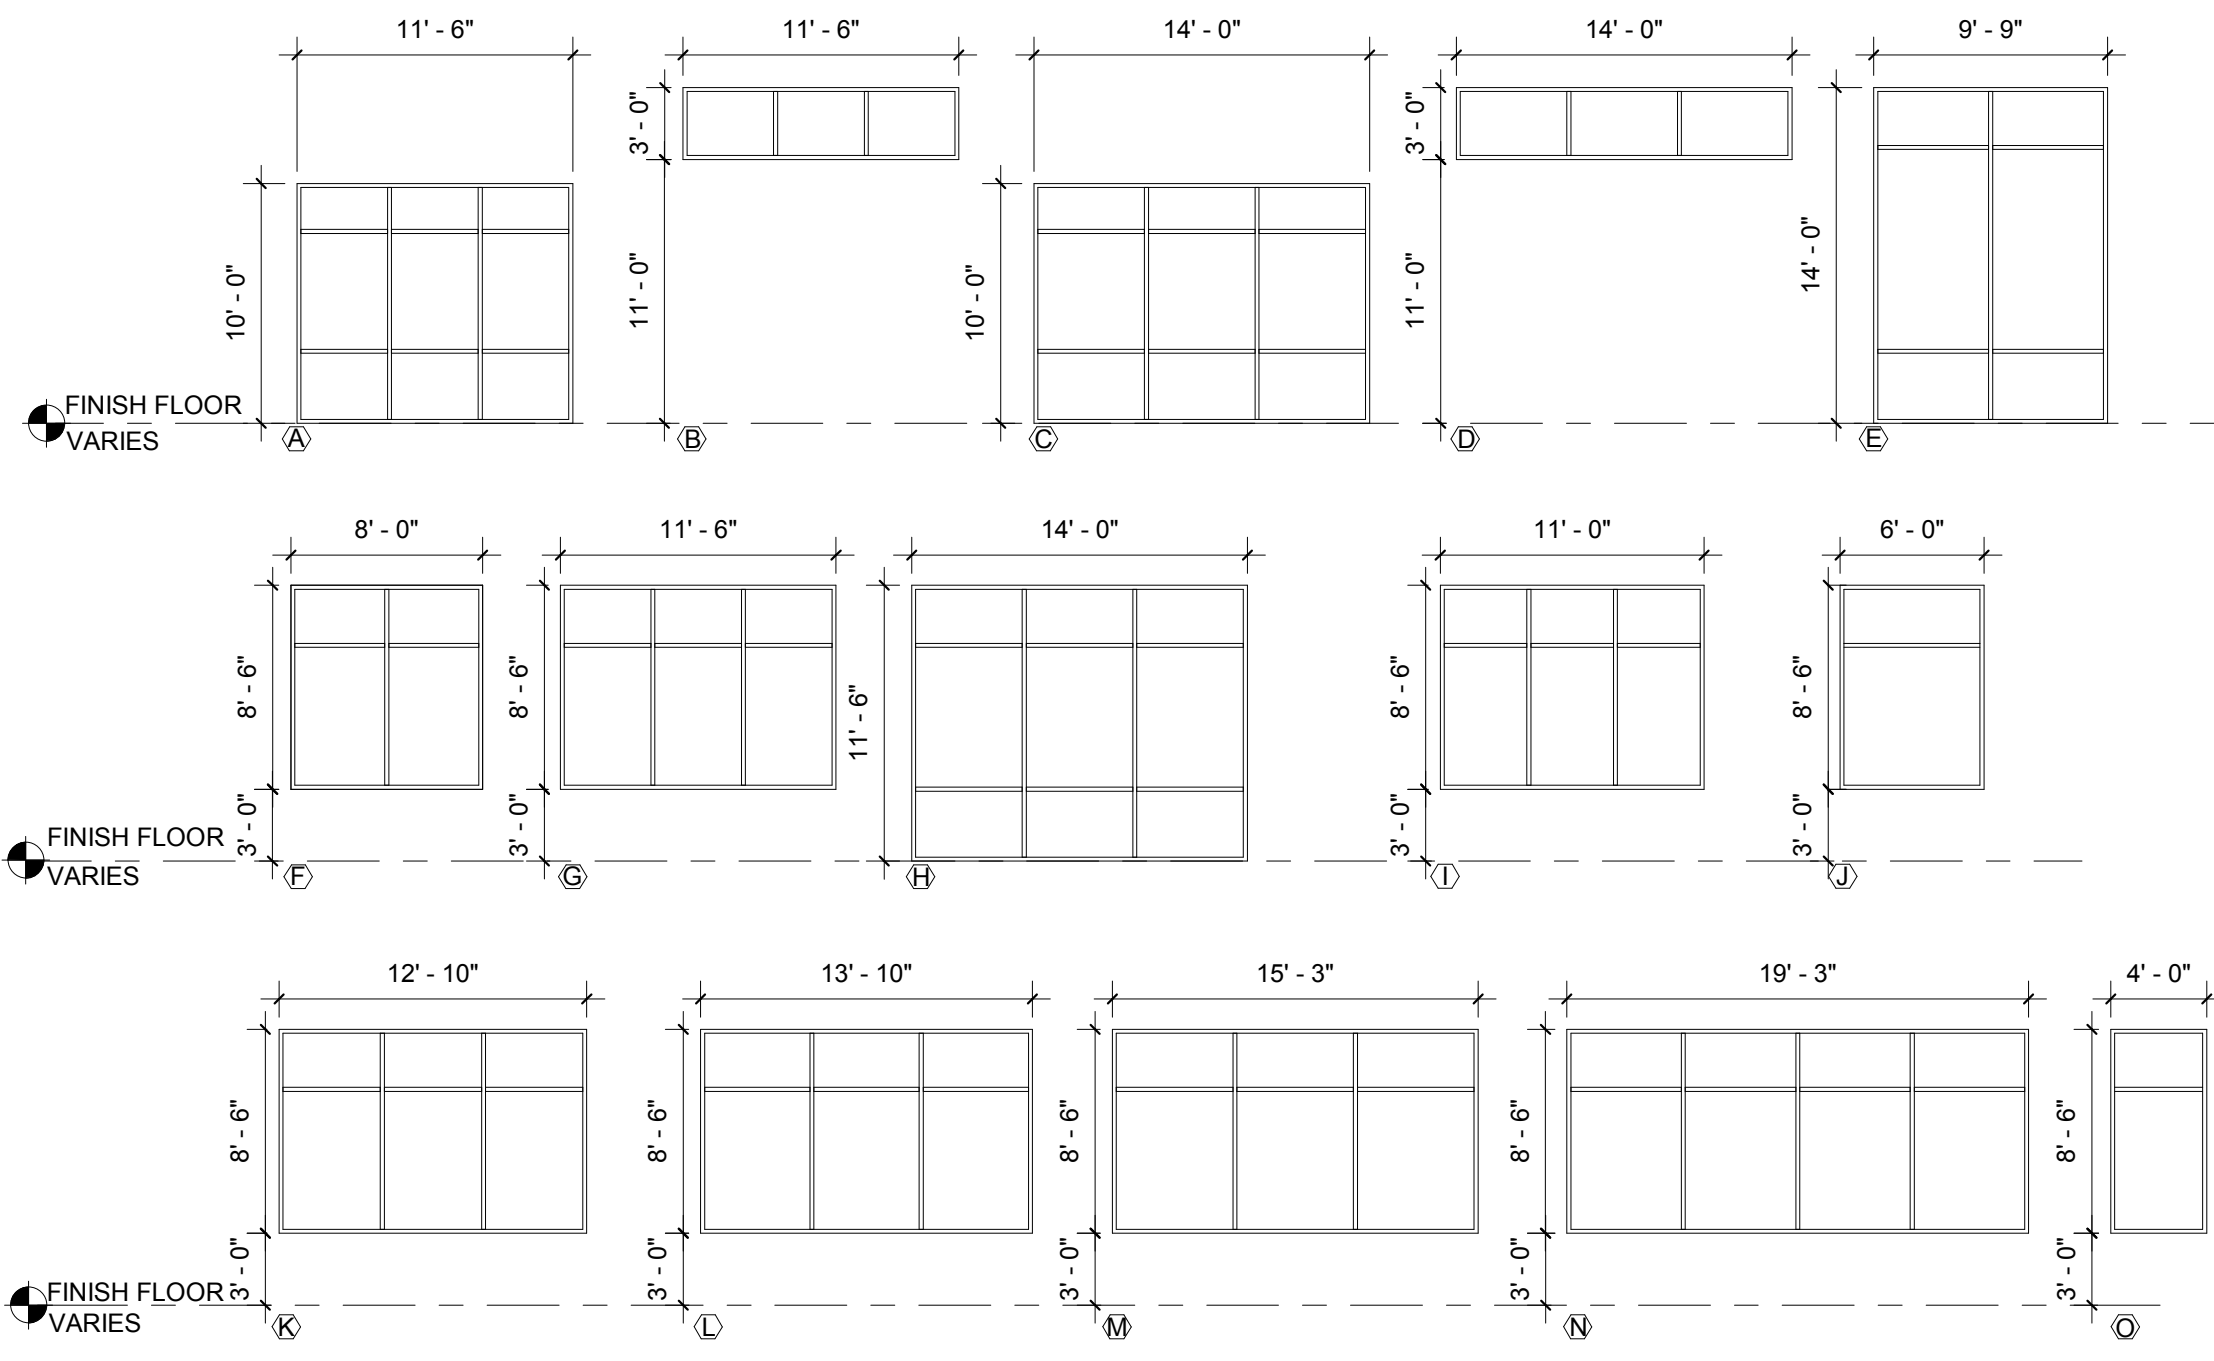 11' - 6"
11' - 6"
14' - 0"
14' - 0"
9' - 9"
10' - 0"
3' - 0"
11' - 0"
10' - 0"
3' - 0"
11' - 0"
14' - 0"
FINISH FLOOR
VARIES
A
B
C
D
E
8' - 0"
11' - 6"
14' - 0"
11' - 0"
6' - 0"
8' - 6"
3' - 0"
8' - 6"
3' - 0"
11' - 6"
8' - 6"
3' - 0"
8' - 6"
3' - 0"
FINISH FLOOR
VARIES
F
G
H
I
J
12' - 10"
13' - 10"
15' - 3"
19' - 3"
4' - 0"
8' - 6"
3' - 0"
8' - 6"
3' - 0"
8' - 6"
3' - 0"
8' - 6"
3' - 0"
8' - 6"
3' - 0"
FINISH FLOOR
VARIES
K
L
M
N
O